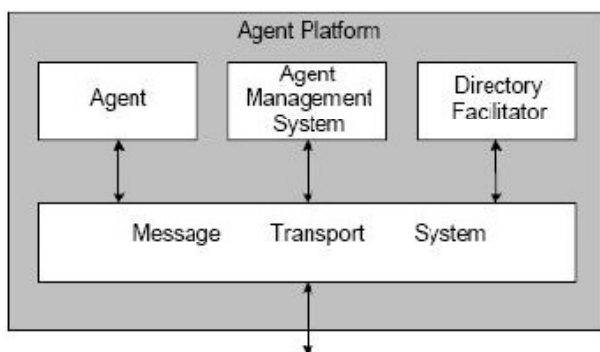 Agent Platform
Agent
Agent
Management
System
Directory
Facilitator
Message Transport System